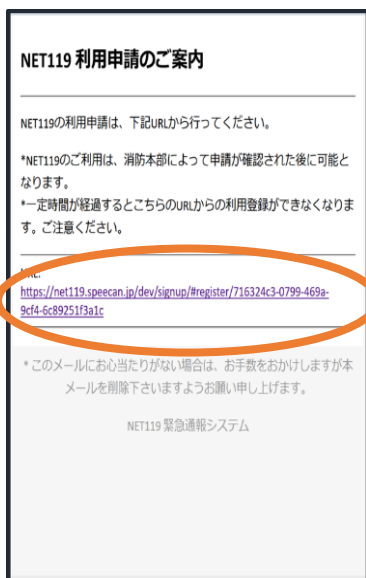 NET119 利用申請のご案内
NET119の利用申請は、下記URLから行ってください。
*NET119のご利用は、消防本部によって申請が確認された後に可能と
なります。
*一定時間が経過するとこちらのURLからの利用登録ができなくなりま
す。ご注意ください。
URL:
https://net119.speecan.jp/dev/signup/#register/716324c3-0799-469a-
9cf4-6c89251f3a1c
* このメールにお心当たりがない場合は、お手数をおかけしますが本
メールを削除下さいますようお願い申し上げます。
NET119 緊急通報システム